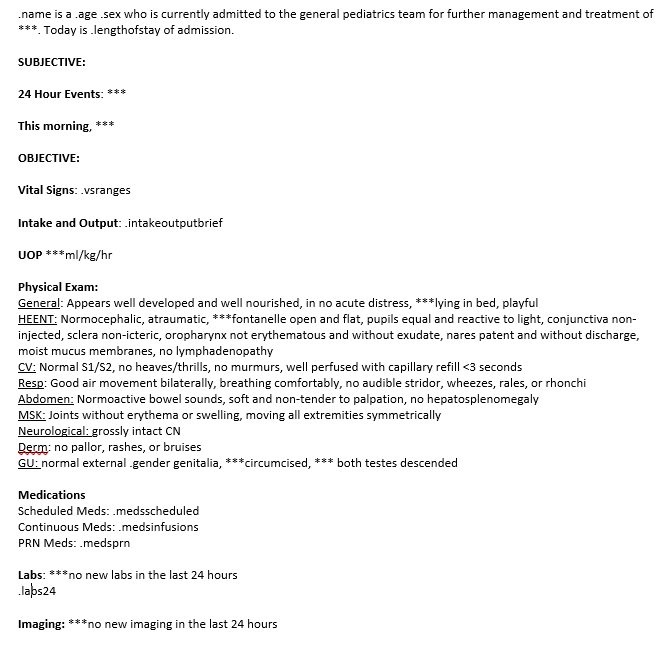 .name is a .age .sex who is currently admitted to the general pediatrics team for further management and treatment of
***. Today is .lengthofstay of admission.
SUBJECTIVE:
24 Hour Events: ***
This morning, ***
OBJECTIVE:
Vital Signs: .vsranges
Intake and Output: .intakeoutputbrief
UOP ***ml/kg/hr
Physical Exam:
General: Appears well developed and well nourished, in no acute distress, ***lying in bed, playful
HEENT: Normocephalic, atraumatic, ***fontanelle open and flat, pupils equal and reactive to light, conjunctiva non-
injected, sclera non-icteric, oropharynx not erythematous and without exudate, nares patent and without discharge,
moist mucus membranes, no lymphadenopathy
CV: Normal S1/S2, no heaves/thrills, no murmurs, well perfused with capillary refill <3 seconds
Resp: Good air movement bilaterally, breathing comfortably, no audible stridor, wheezes, rales, or rhonchi
Abdomen: Normoactive bowel sounds, soft and non-tender to palpation, no hepatosplenomegaly
MSK: Joints without erythema or swelling, moving all extremities symmetrically
Neurological: grossly intact CN
Derm: no pallor, rashes, or bruises
GU: normal external .gender genitalia, ***circumcised, *** both testes descended
Medications
Scheduled Meds: .medsscheduled
Continuous Meds: .medsinfusions
PRN Meds: .medsprn
Labs: ***no new labs in the last 24 hours
.labs24
Imaging: ***no new imaging in the last 24 hours